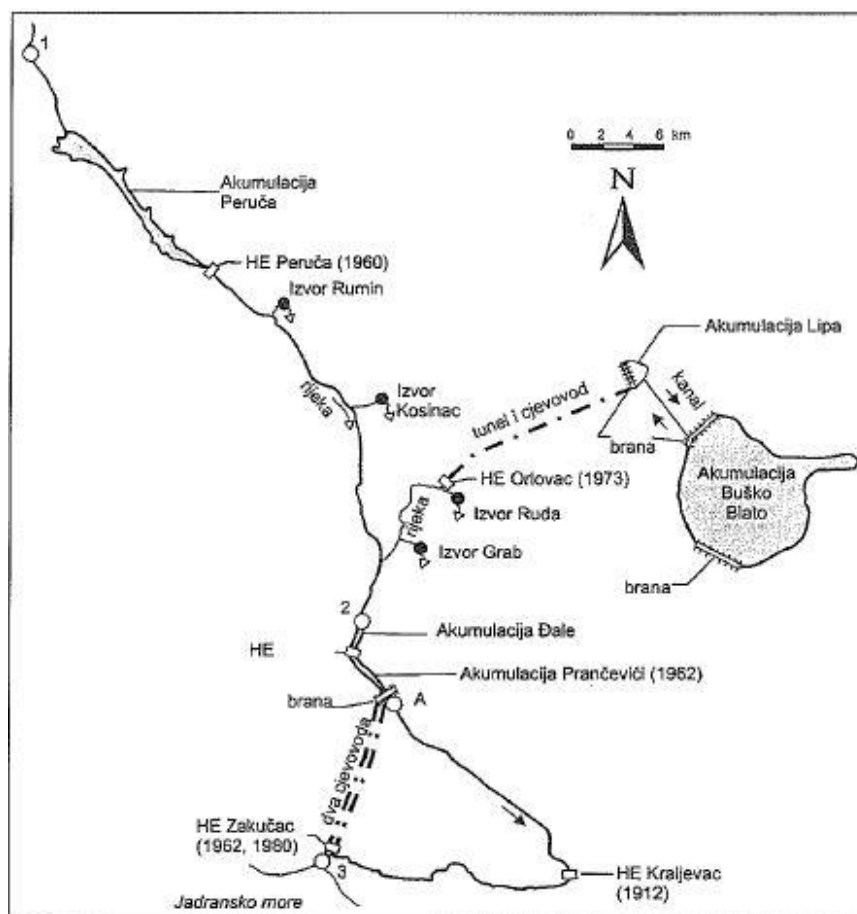 1
Akumulacija
Peruča
0 2 4 6 km
N
HE Peruča (1960)
Izvor Rumin
Akumulacija Lipa
rijeka
Izvor
Kosinac
tunel i cjevovod
kanal
brana
HE Orlovac (1973)
Akumulacija
Buško
Blato
rijeka
Izvor Ruda
Izvor Grab
brana
2
Akumulacija Đale
HE
Akumulacija Prančevići (1962)
brana
A
dva cjevovoda
HE Zakučac
(1962, 1980)
3
HE Kraljevac
(1912)
Jadransko more